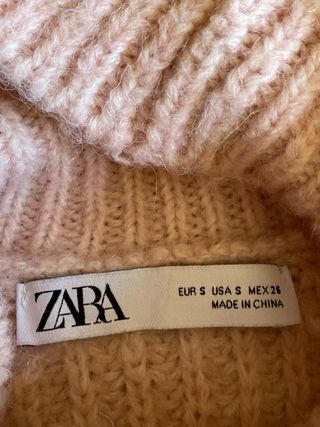 ZARA
EUR S USA S MEX 26
MADE IN CHINA